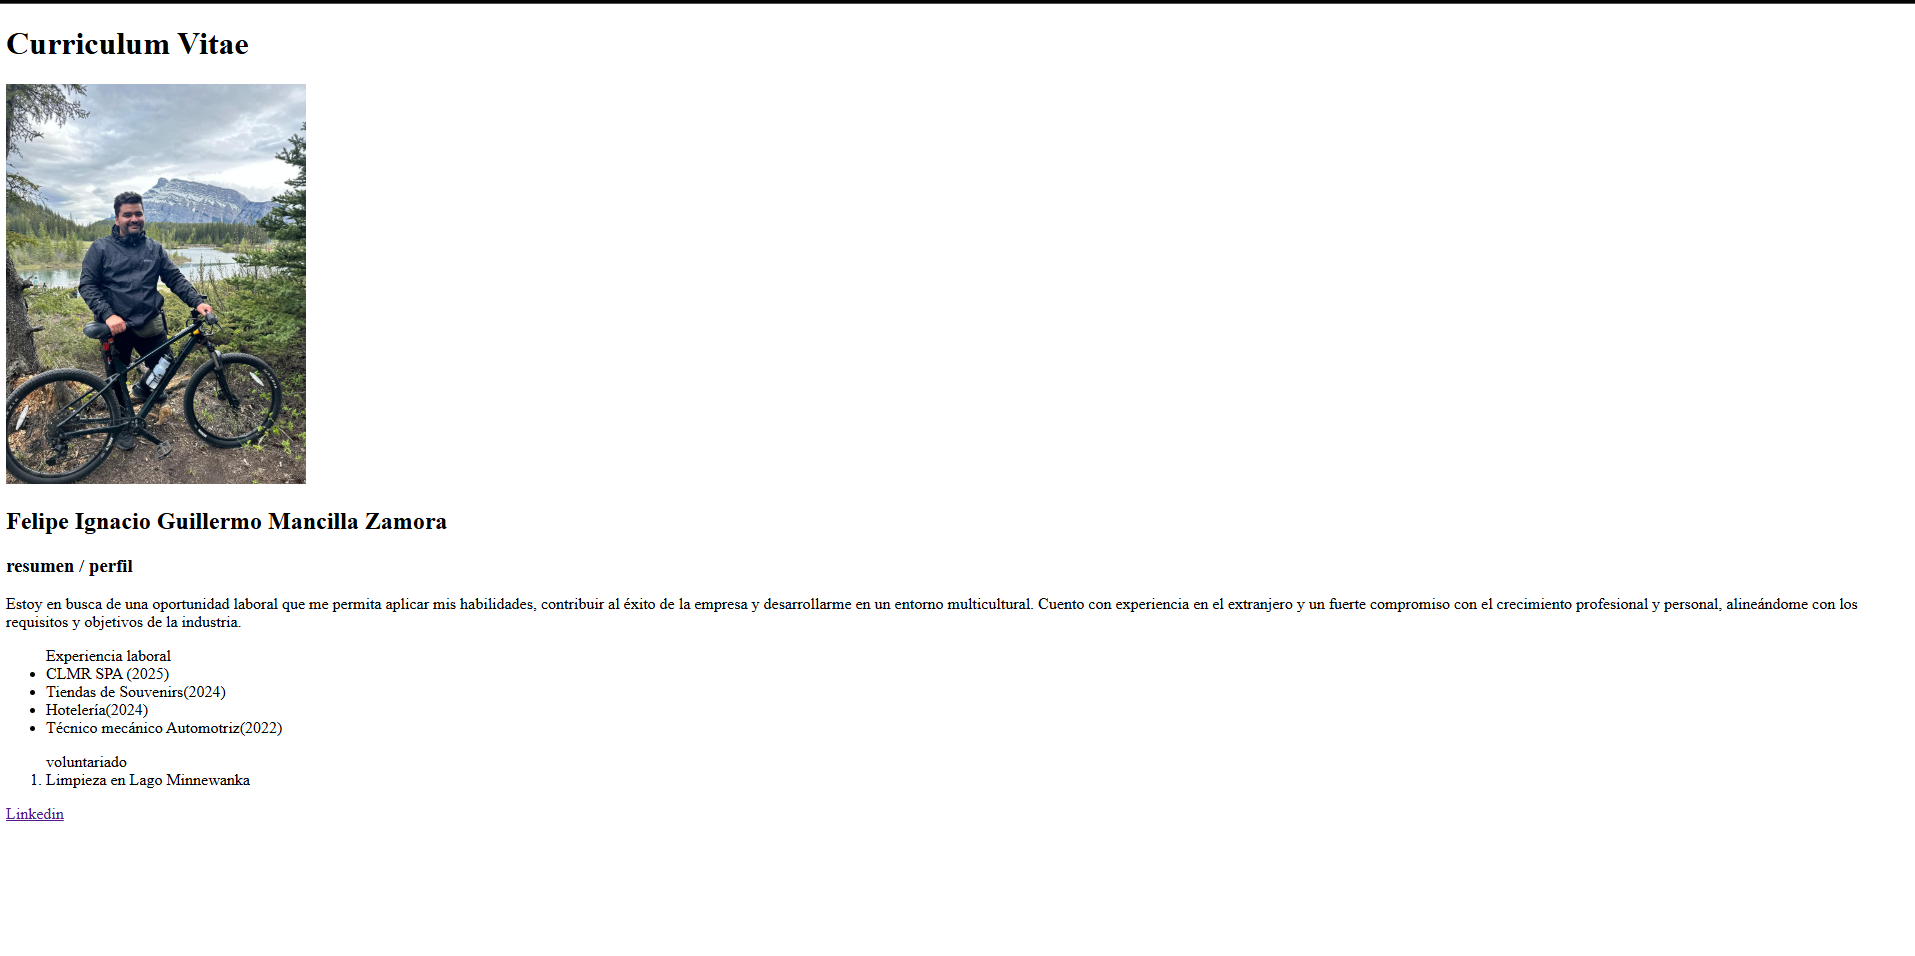 Curriculum Vitae
Felipe Ignacio Guillermo Mancilla Zamora
resumen / perfil
Estoy en busca de una oportunidad laboral que me permita aplicar mis habilidades, contribuir al éxito de la empresa y desarrollarme en un entorno multicultural. Cuento con experiencia en el extranjero y un fuerte compromiso con el crecimiento profesional y personal, alineándome con los
requisitos y objetivos de la industria.
Experiencia laboral
• CLMR SPA (2025)
• Tiendas de Souvenirs(2024)
• Hotelería(2024)
• Técnico mecánico Automotriz(2022)
voluntariado
1. Limpieza en Lago Minnewanka
Linkedin